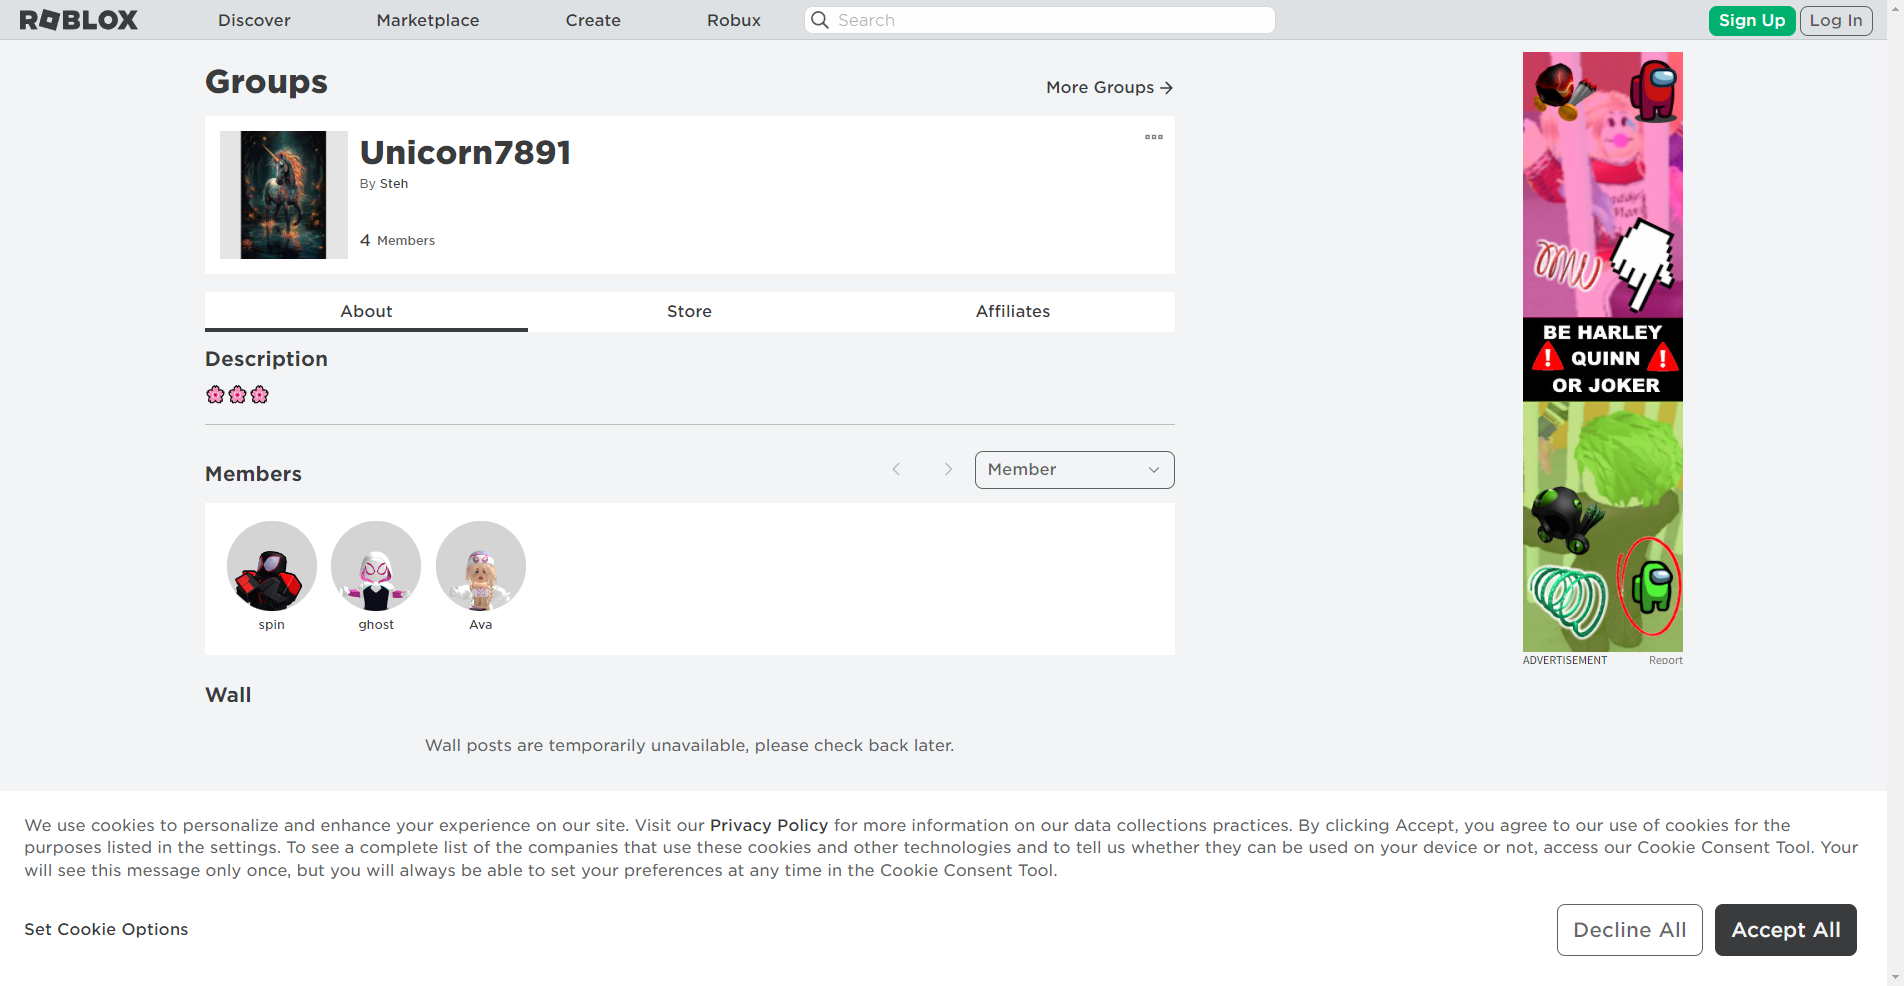 ROBLOX
Discover
Marketplace
Create
Robux
Search
Sign Up
Log In
Groups
More Groups →
Unicorn7891
By Steh
4 Members
About
Store
Affiliates
Description
🌸🌸🌸
Members
Member
spin
ghost
Ava
Wall
Wall posts are temporarily unavailable, please check back later.
BE HARLEY
QUINN
OR JOKER
ADVERTISEMENT
Report
We use cookies to personalize and enhance your experience on our site. Visit our Privacy Policy for more information on our data collections practices. By clicking Accept, you agree to our use of cookies for the
purposes listed in the settings. To see a complete list of the companies that use these cookies and other technologies and to tell us whether they can be used on your device or not, access our Cookie Consent Tool. Your
will see this message only once, but you will always be able to set your preferences at any time in the Cookie Consent Tool.
Set Cookie Options
Decline All
Accept All